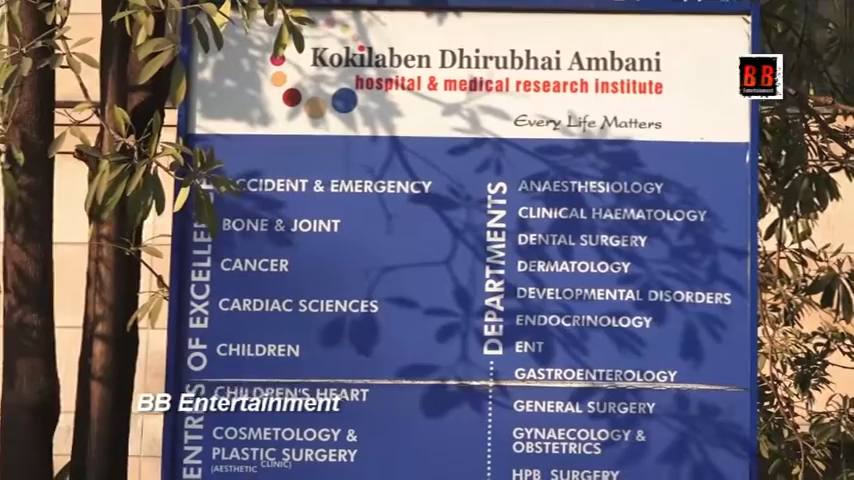 Kokilaben Dhirubhai Ambani
hospital & medical research institute
Every Life Matters
BB
Entertainment
CENTRES OF EXCELLENCE
ACCIDENT & EMERGENCY
BONE & JOINT
CANCER
CARDIAC SCIENCES
CHILDREN
CHILDREN'S HEART
COSMETOLOGY &
PLASTIC SURGERY
(AESTHETIC CLINIC)
DEPARTMENTS
ANAESTHESIOLOGY
CLINICAL HAEMATOLOGY
DENTAL SURGERY
DERMATOLOGY
DEVELOPMENTAL DISORDERS
ENDOCRINOLOGY
ENT
GASTROENTEROLOGY
GENERAL SURGERY
GYNAECOLOGY &
OBSTETRICS
HPB SURGERY
BB Entertainment